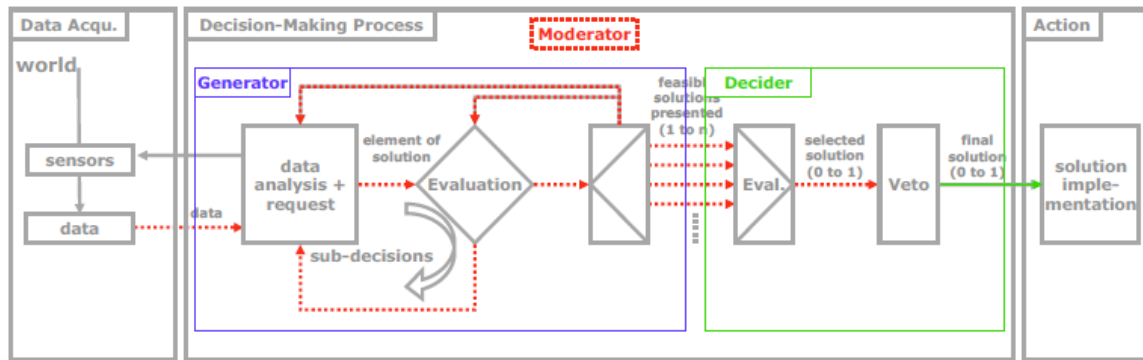 Data Acqu.
Decision-Making Process
Moderator
Action
world
Generator
feasibl
solutions
presented
(1 to n)
Decider
element of
solution
selected
solution
(0 to 1)
final
solution
(0 to 1)
sensors
data
analysis +
request
Evaluation
Eval.
Veto
solution
imple-
mentation
data
data
sub-decisions